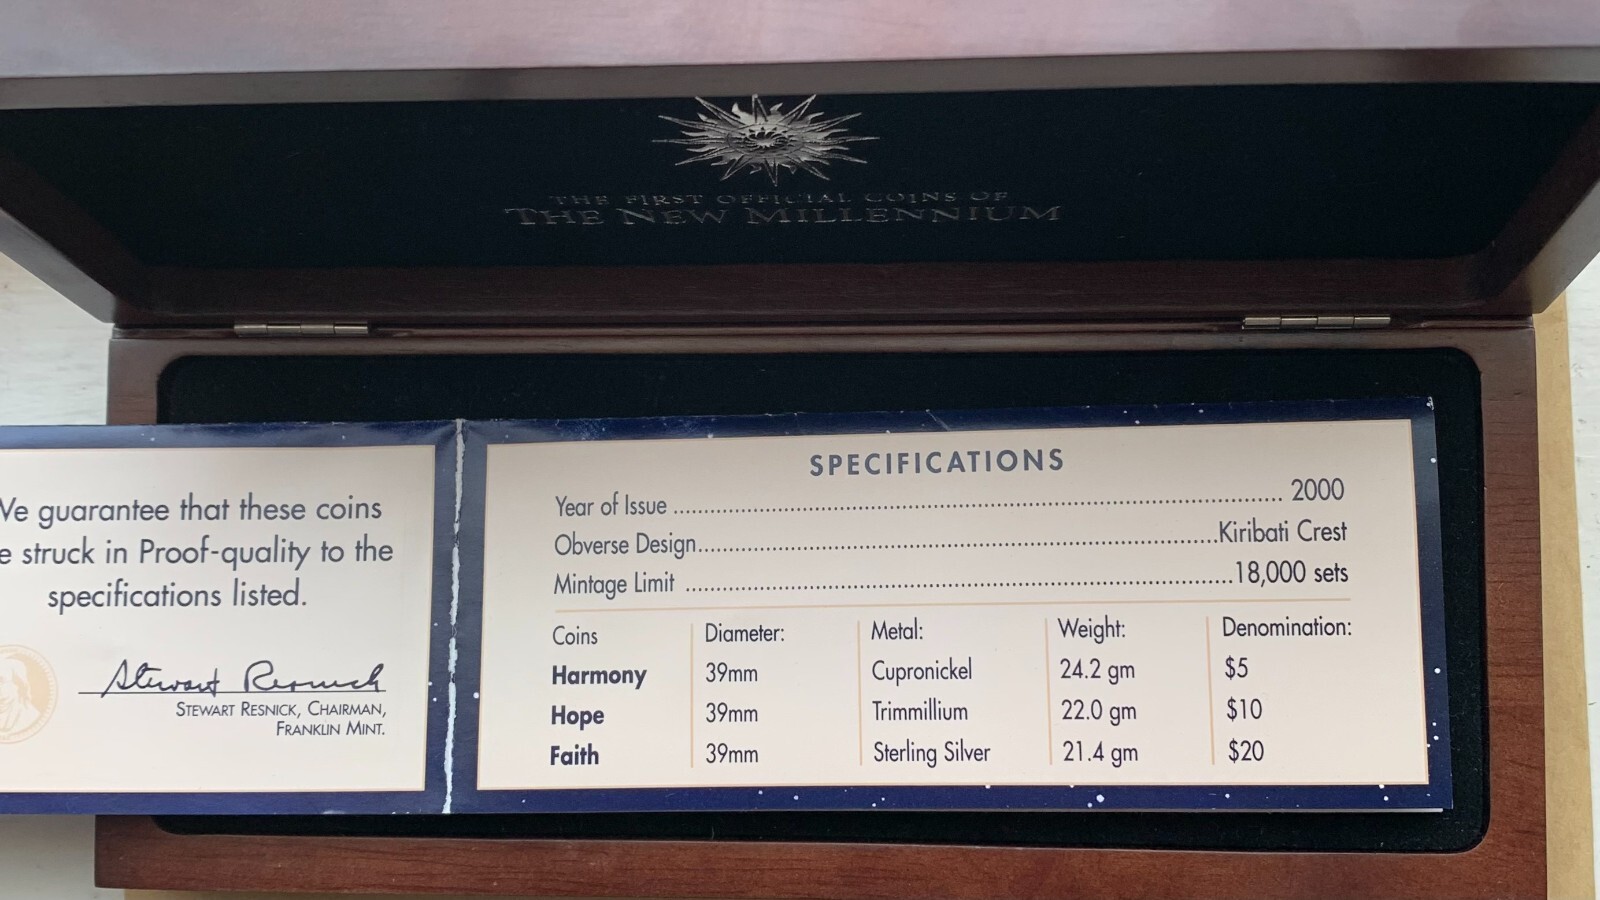 THE FIRST OFFICIAL COINS OF
THE NEW MILLENNIUM
We guarantee that these coins
struck in Proof-quality to the
specifications listed.
Stewart Resnick
STEWART RESNICK, CHAIRMAN,
FRANKLIN MINT.
SPECIFICATIONS
Year of Issue ........ 2000
Obverse Design........Kiribati Crest
Mintage Limit ........18,000 sets
Coins Diameter: Metal: Weight: Denomination:
Harmony 39mm Cupronickel 24.2 gm $5
Hope 39mm Trimmillium 22.0 gm $10
Faith 39mm Sterling Silver 21.4 gm $20